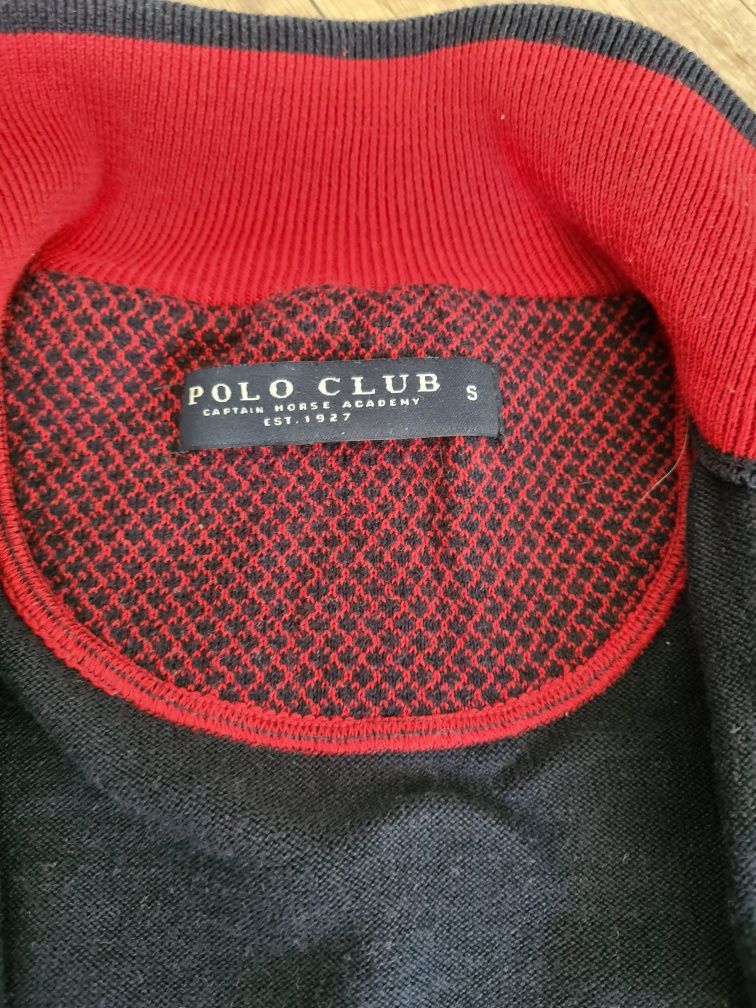 POLO CLUB S
CAPTAIN HORSE ACADEMY
EST. 1927